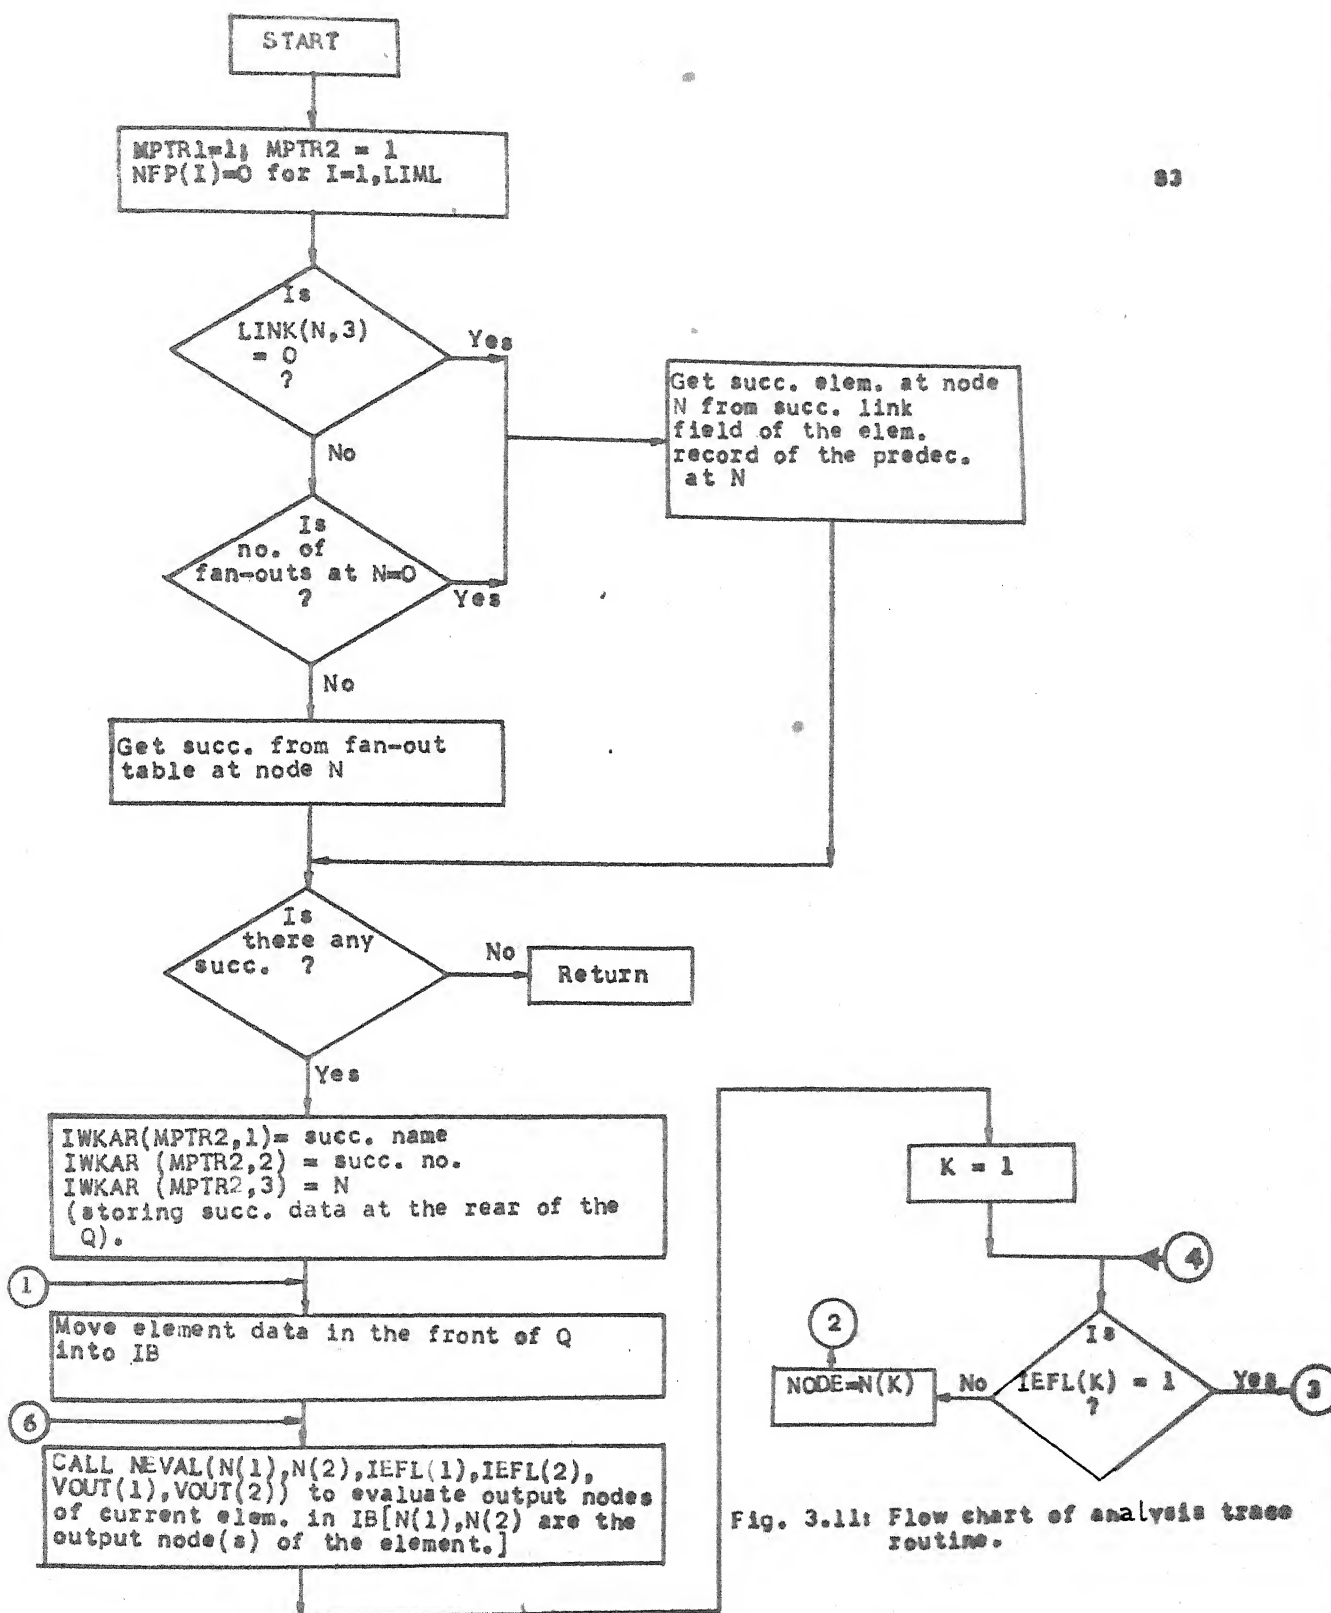 START
MPTR1=1; MPTR2 = 1
NFP(I)=0 for I=1,LIML
83
Is
LINK(N,3)
= 0
?
Yes
No
Get succ. elem. at node
N from succ. link
field of the elem.
record of the predec.
at N
Is
no. of
fan-outs at N=0
?
Yes
No
Get succ. from fan-out
table at node N
Is
there any
succ. ?
No
Return
Yes
IWKAR(MPTR2,1)= succ. name
IWKAR (MPTR2,2) = succ. no.
IWKAR (MPTR2,3) = N
(storing succ. data at the rear of the
Q).
1
Move element data in the front of Q
into IB
6
CALL NEVAL(N(1),N(2),IEFL(1),IEFL(2),
VOUT(1),VOUT(2)) to evaluate output nodes
of current elem. in IB[N(1),N(2) are the
output node(s) of the element.]
K = 1
4
2
Is
IEFL(K) = 1
?
NODE=N(K)
No
Yes
3
Fig. 3.11: Flow chart of analysis trace
routine.